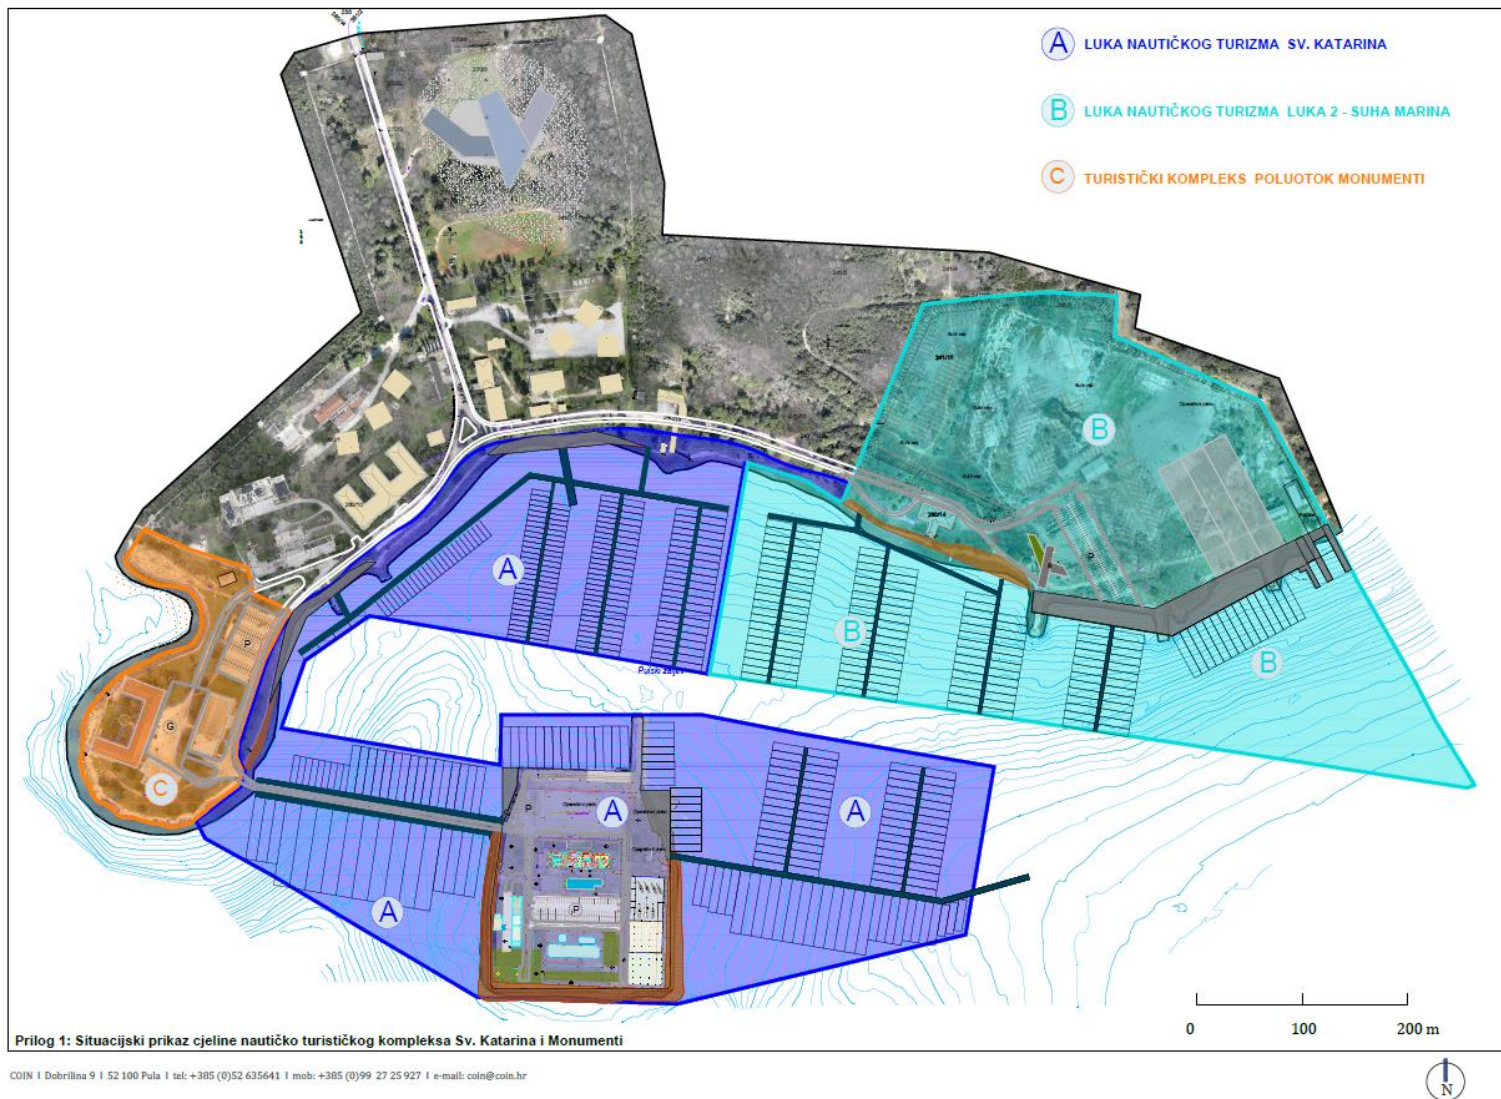 A LUKA NAUTIČKOG TURIZMA SV. KATARINA
B LUKA NAUTIČKOG TURIZMA LUKA 2 - SUHA MARINA
C TURISTIČKI KOMPLEKS POLUOTOK MONUMENTI
B
A
B
B
P
P
Pulski zaljev
G
C
P
A
A
A
P
0 100 200 m
Prilog 1: Situacijski prikaz cjeline nautičko turističkog kompleksa Sv. Katarina i Monumenti
COIN I Dobrilina 9 I 52 100 Pula I tel: +385 (0)52 635641 I mob: +385 (0)99 27 25 927 I e-mail: coin@coin.hr
N